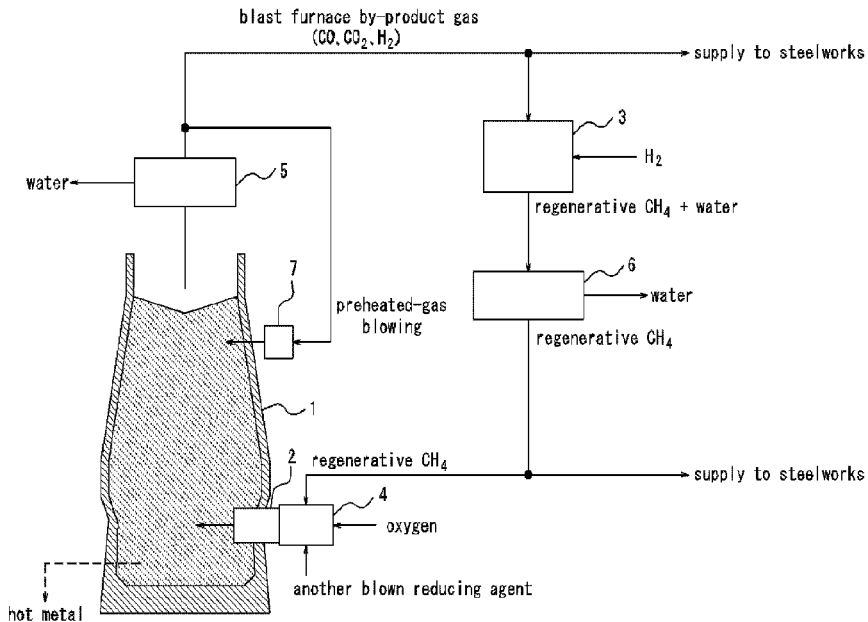 blast furnace by-product gas
(CO、CO2、H2)
supply to steelworks
3
H2
5
water
regenerative CH4 + water
6
7
water
preheated-gas
blowing
regenerative CH4
1
regenerative CH4
2
supply to steelworks
4
oxygen
another blown reducing agent
hot metal